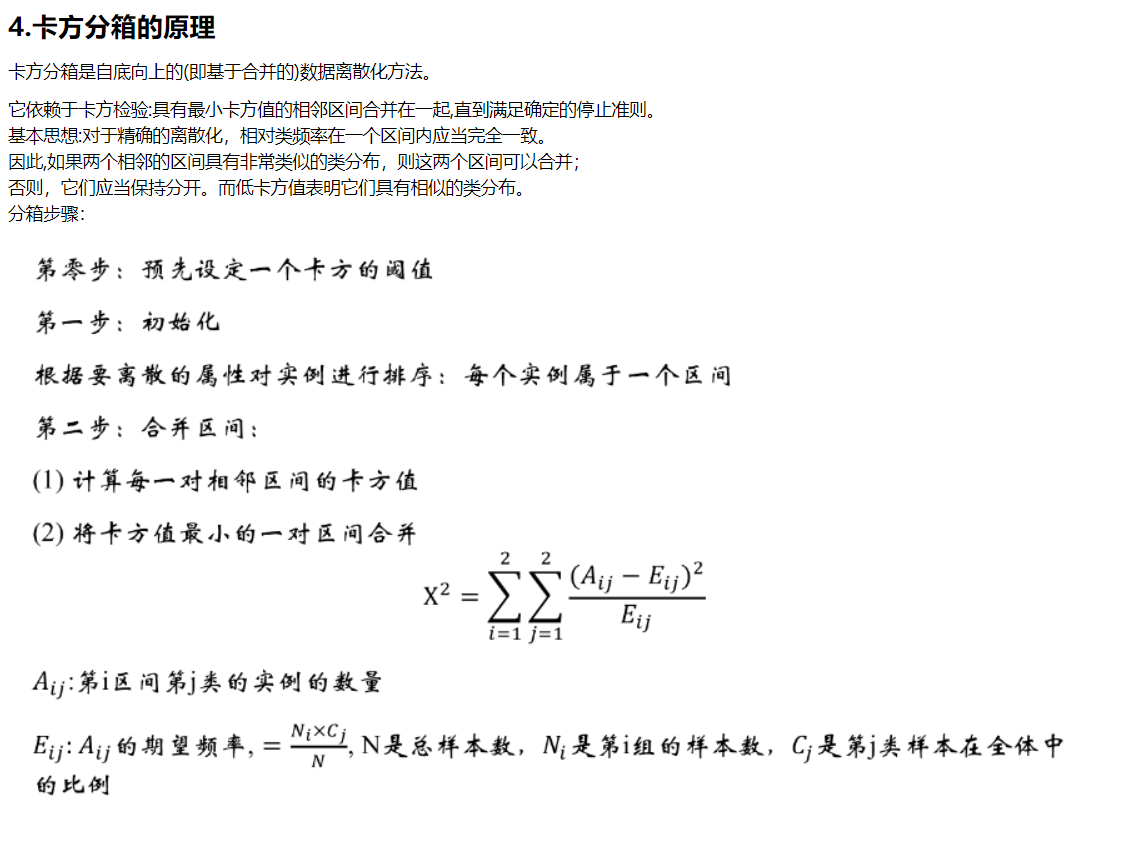 4.卡方分箱的原理
卡方分箱是自底向上的(即基于合并的)数据离散化方法。
它依赖于卡方检验:具有最小卡方值的相邻区间合并在一起,直到满足确定的停止准则。
基本思想:对于精确的离散化，相对类频率在一个区间内应当完全一致。
因此,如果两个相邻的区间具有非常类似的类分布，则这两个区间可以合并；
否则，它们应当保持分开。而低卡方值表明它们具有相似的类分布。
分箱步骤：
第零步：预先设定一个卡方的阈值
第一步：初始化
根据要离散的属性对实例进行排序：每个实例属于一个区间
第二步：合并区间：
(1) 计算每一对相邻区间的卡方值
(2) 将卡方值最小的一对区间合并
X² = ∑_{i=1}^{2} ∑_{j=1}^{2} (A_{ij} − E_{ij})² / E_{ij}
A_{ij}:第i区间第j类的实例的数量
E_{ij}: A_{ij}的期望频率, = N_i×C_j / N, N是总样本数，N_i是第i组的样本数，C_j是第j类样本在全体中
的比例